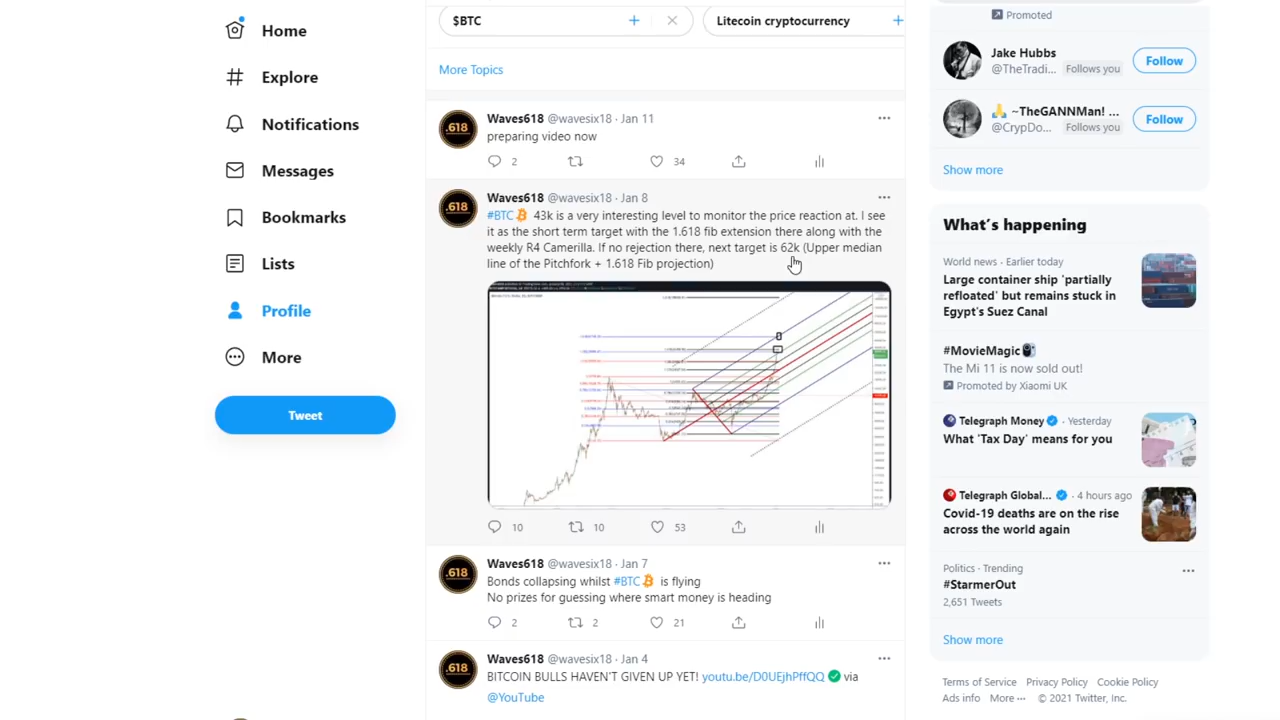 Home
Explore
Notifications
Messages
Bookmarks
Lists
Profile
More
Tweet
$BTC
Litecoin cryptocurrency
More Topics
.618
Waves618 @wavesix18 · Jan 11
preparing video now
2
34
.618
Waves618 @wavesix18 · Jan 8
#BTC 43k is a very interesting level to monitor the price reaction at. I see
it as the short term target with the 1.618 fib extension there along with the
weekly R4 Camerilla. If no rejection there, next target is 62k (Upper median
line of the Pitchfork + 1.618 Fib projection)
10
10
53
.618
Waves618 @wavesix18 · Jan 7
Bonds collapsing whilst #BTC is flying
No prizes for guessing where smart money is heading
2
2
21
.618
Waves618 @wavesix18 · Jan 4
BITCOIN BULLS HAVEN'T GIVEN UP YET! youtu.be/D0UEjhPffQQ via
@YouTube
Promoted
Jake Hubbs
@TheTradi... Follows you
Follow
~TheGANNMan! ...
@CrypDo... Follows you
Follow
Show more
What's happening
World news · Earlier today
Large container ship 'partially
refloated' but remains stuck in
Egypt's Suez Canal
#MovieMagic
The Mi 11 is now sold out!
Promoted by Xiaomi UK
Telegraph Money · Yesterday
What 'Tax Day' means for you
Telegraph Global... · 4 hours ago
Covid-19 deaths are on the rise
across the world again
Politics · Trending
#StarmerOut
2,651 Tweets
Show more
Terms of Service Privacy Policy Cookie Policy
Ads info More ··· © 2021 Twitter, Inc.